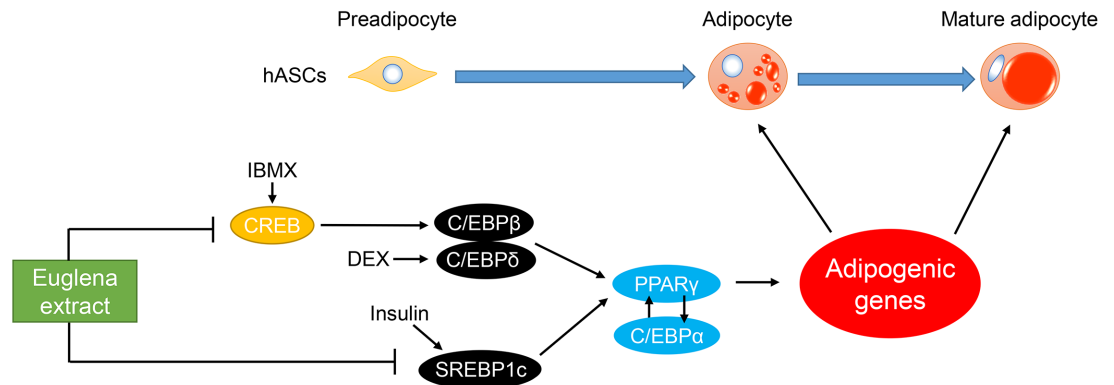 Preadipocyte
Adipocyte
Mature adipocyte
hASCs
IBMX
CREB
C/EBPβ
DEX
C/EBPδ
Euglena
extract
PPARγ
Adipogenic
genes
Insulin
C/EBPα
SREBP1c